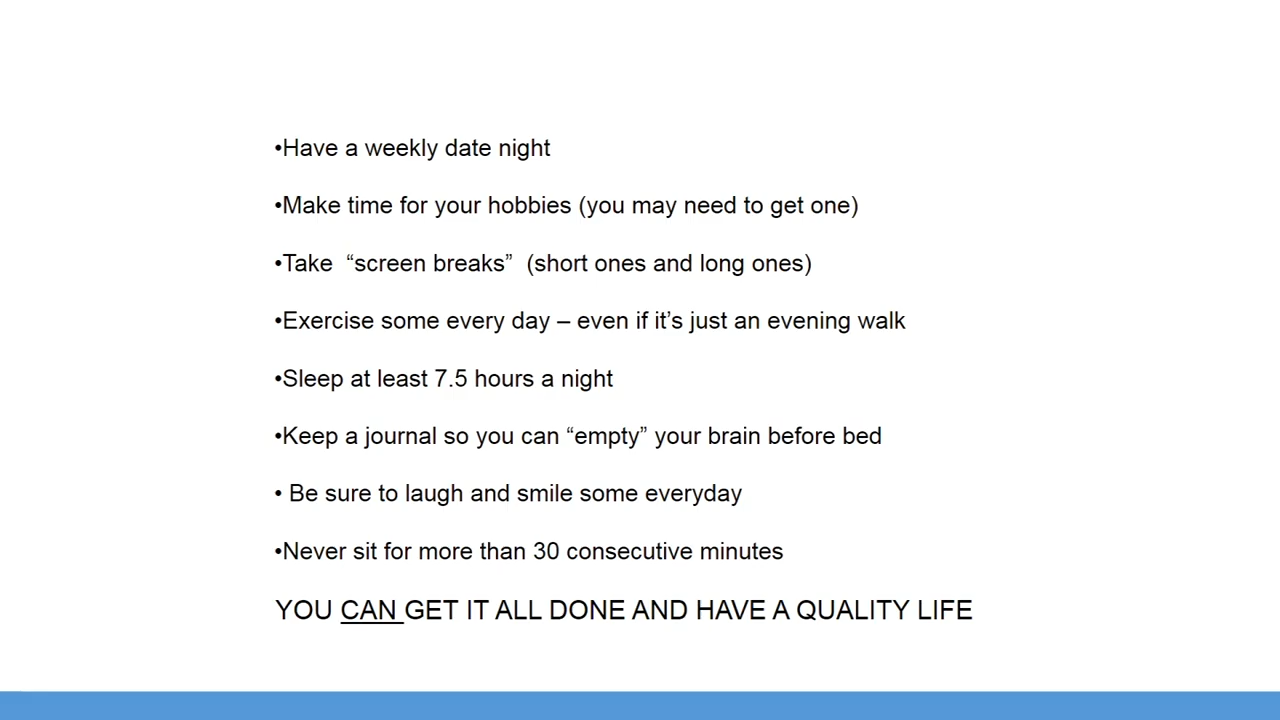 •Have a weekly date night
•Make time for your hobbies (you may need to get one)
•Take  “screen breaks”  (short ones and long ones)
•Exercise some every day – even if it’s just an evening walk
•Sleep at least 7.5 hours a night
•Keep a journal so you can “empty” your brain before bed
• Be sure to laugh and smile some everyday
•Never sit for more than 30 consecutive minutes
YOU CAN GET IT ALL DONE AND HAVE A QUALITY LIFE